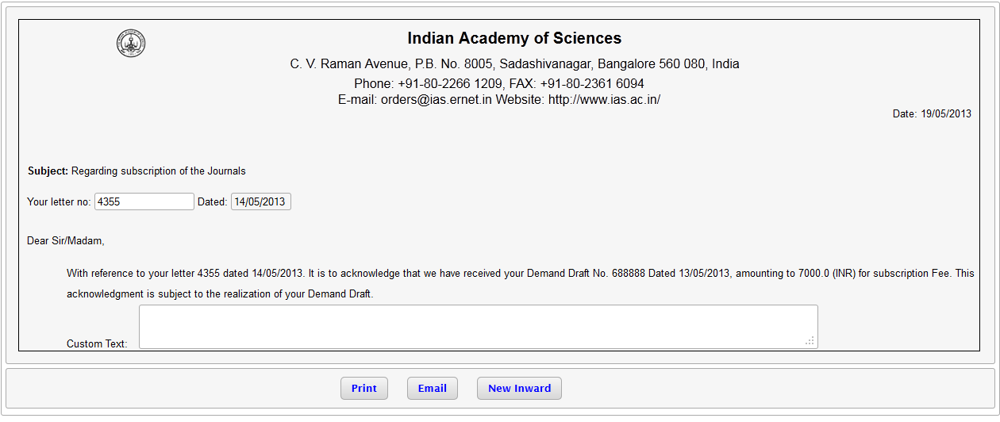 Indian Academy of Sciences
C. V. Raman Avenue, P.B. No. 8005, Sadashivanagar, Bangalore 560 080, India
Phone: +91-80-2266 1209, FAX: +91-80-2361 6094
E-mail: orders@ias.ernet.in Website: http://www.ias.ac.in/
Date: 19/05/2013
Subject: Regarding subscription of the Journals
Your letter no: 4355 Dated: 14/05/2013
Dear Sir/Madam,
With reference to your letter 4355 dated 14/05/2013. It is to acknowledge that we have received your Demand Draft No. 688888 Dated 13/05/2013, amounting to 7000.0 (INR) for subscription Fee. This
acknowledgment is subject to the realization of your Demand Draft.
Custom Text:
Print Email New Inward